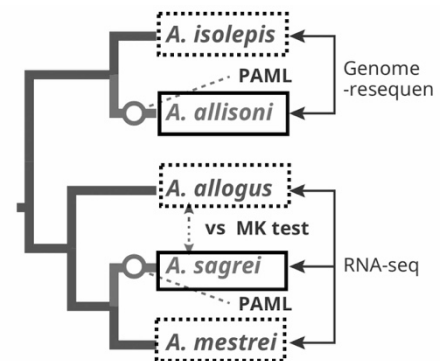 A. isolepis
PAML
Genome
-resequen
A. allisoni
A. allogus
vs MK test
A. sagrei
RNA-seq
PAML
A. mestrei